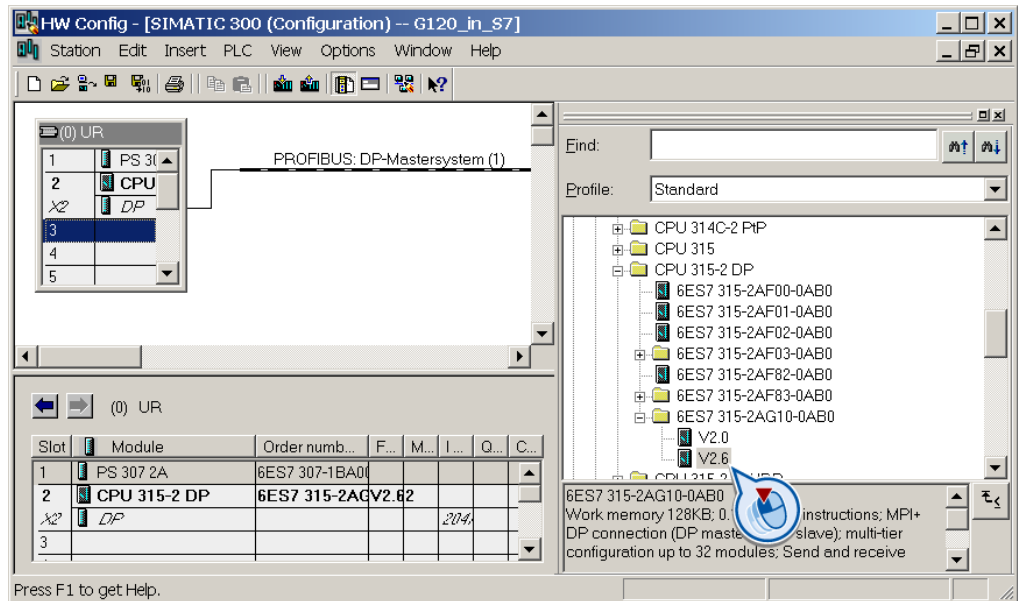 HW Config - [SIMATIC 300 (Configuration) -- G120_in_S7]
Station Edit Insert PLC View Options Window Help
(0) UR
1 PS 30
2 CPU
X2 DP
3
4
5
PROFIBUS: DP-Mastersystem (1)
Find:
Profile: Standard
CPU 314C-2 PtP
CPU 315
CPU 315-2 DP
6ES7 315-2AF00-0AB0
6ES7 315-2AF01-0AB0
6ES7 315-2AF02-0AB0
6ES7 315-2AF03-0AB0
6ES7 315-2AF82-0AB0
6ES7 315-2AF83-0AB0
6ES7 315-2AG10-0AB0
V2.0
V2.6
6ES7 315-2AG10-0AB0
Work memory 128KB; instructions; MPI+
DP connection (DP slave); multi-tier
configuration up to 32 modules; Send and receive
(0) UR
Slot Module Order numb... F... M... I... Q... C...
1 PS 307 2A 6ES7 307-1BA00
2 CPU 315-2 DP 6ES7 315-2AG V2.6 2
X2 DP 204
3
Press F1 to get Help.